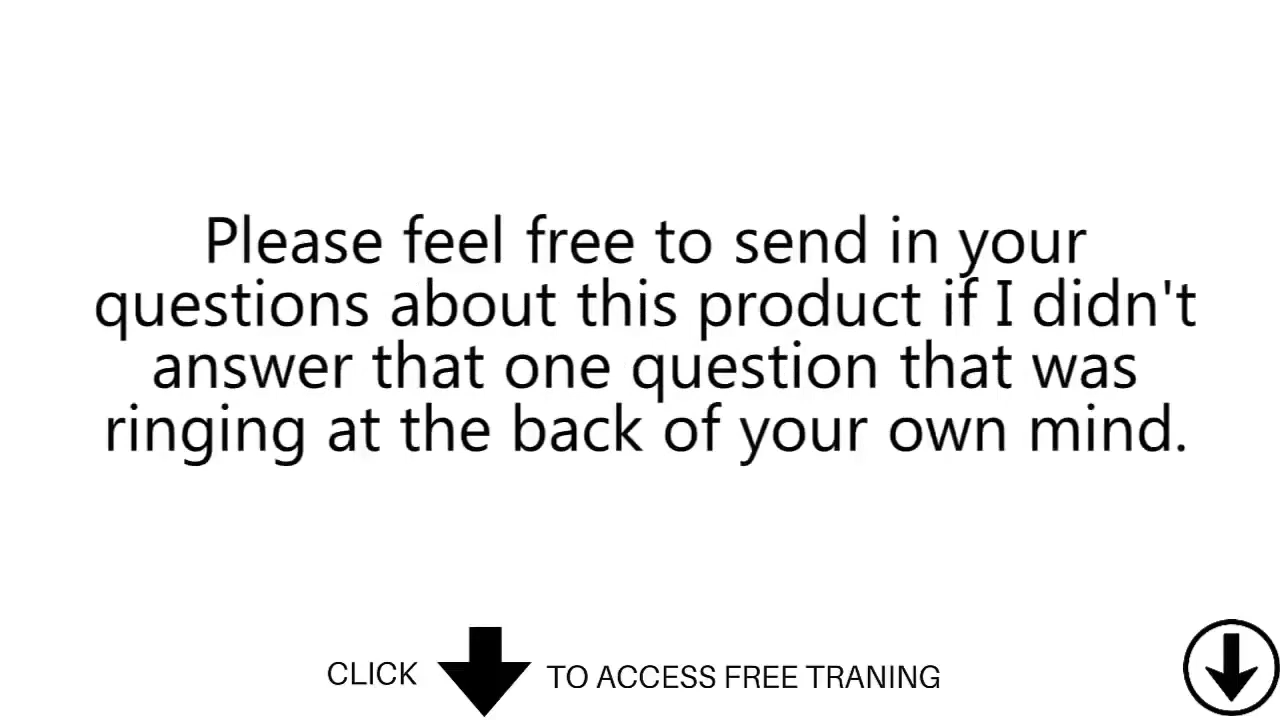 Please feel free to send in your
questions about this product if I didn't
answer that one question that was
ringing at the back of your own mind.
CLICK TO ACCESS FREE TRANING